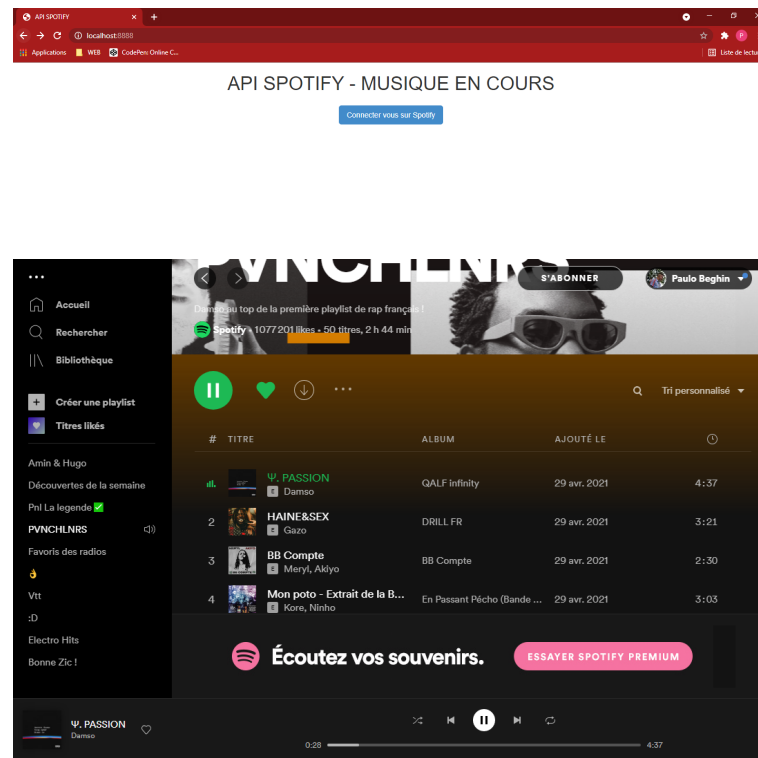 API SPOTIFY
localhost:8888
Applications WEB CodePen: Online C... Liste de lectu
API SPOTIFY - MUSIQUE EN COURS
Connecter vous sur Spotify
PVNCHLNRS
S'ABONNER
Paulo Beghin
Damso au top de la première playlist de rap français !
Spotify • 1 077 201 likes • 50 titres, 2 h 44 min
Accueil
Rechercher
Bibliothèque
Créer une playlist
Titres likés
Amin & Hugo
Découvertes de la semaine
Pnl La legende ✅
PVNCHLNRS
Favoris des radios
👌
Vtt
:D
Electro Hits
Bonne Zic !
Tri personnalisé
# TITRE ALBUM AJOUTÉ LE
Ψ. PASSION QALF infinity 29 avr. 2021 4:37
E Damso
2 HAINE&SEX DRILL FR 29 avr. 2021 3:21
E Gazo
3 BB Compte BB Compte 29 avr. 2021 2:30
E Meryl, Akiyo
4 Mon poto - Extrait de la B... En Passant Pécho (Bande ... 29 avr. 2021 3:03
E Kore, Ninho
Écoutez vos souvenirs.
ESSAYER SPOTIFY PREMIUM
Ψ. PASSION
Damso
0:28 4:37